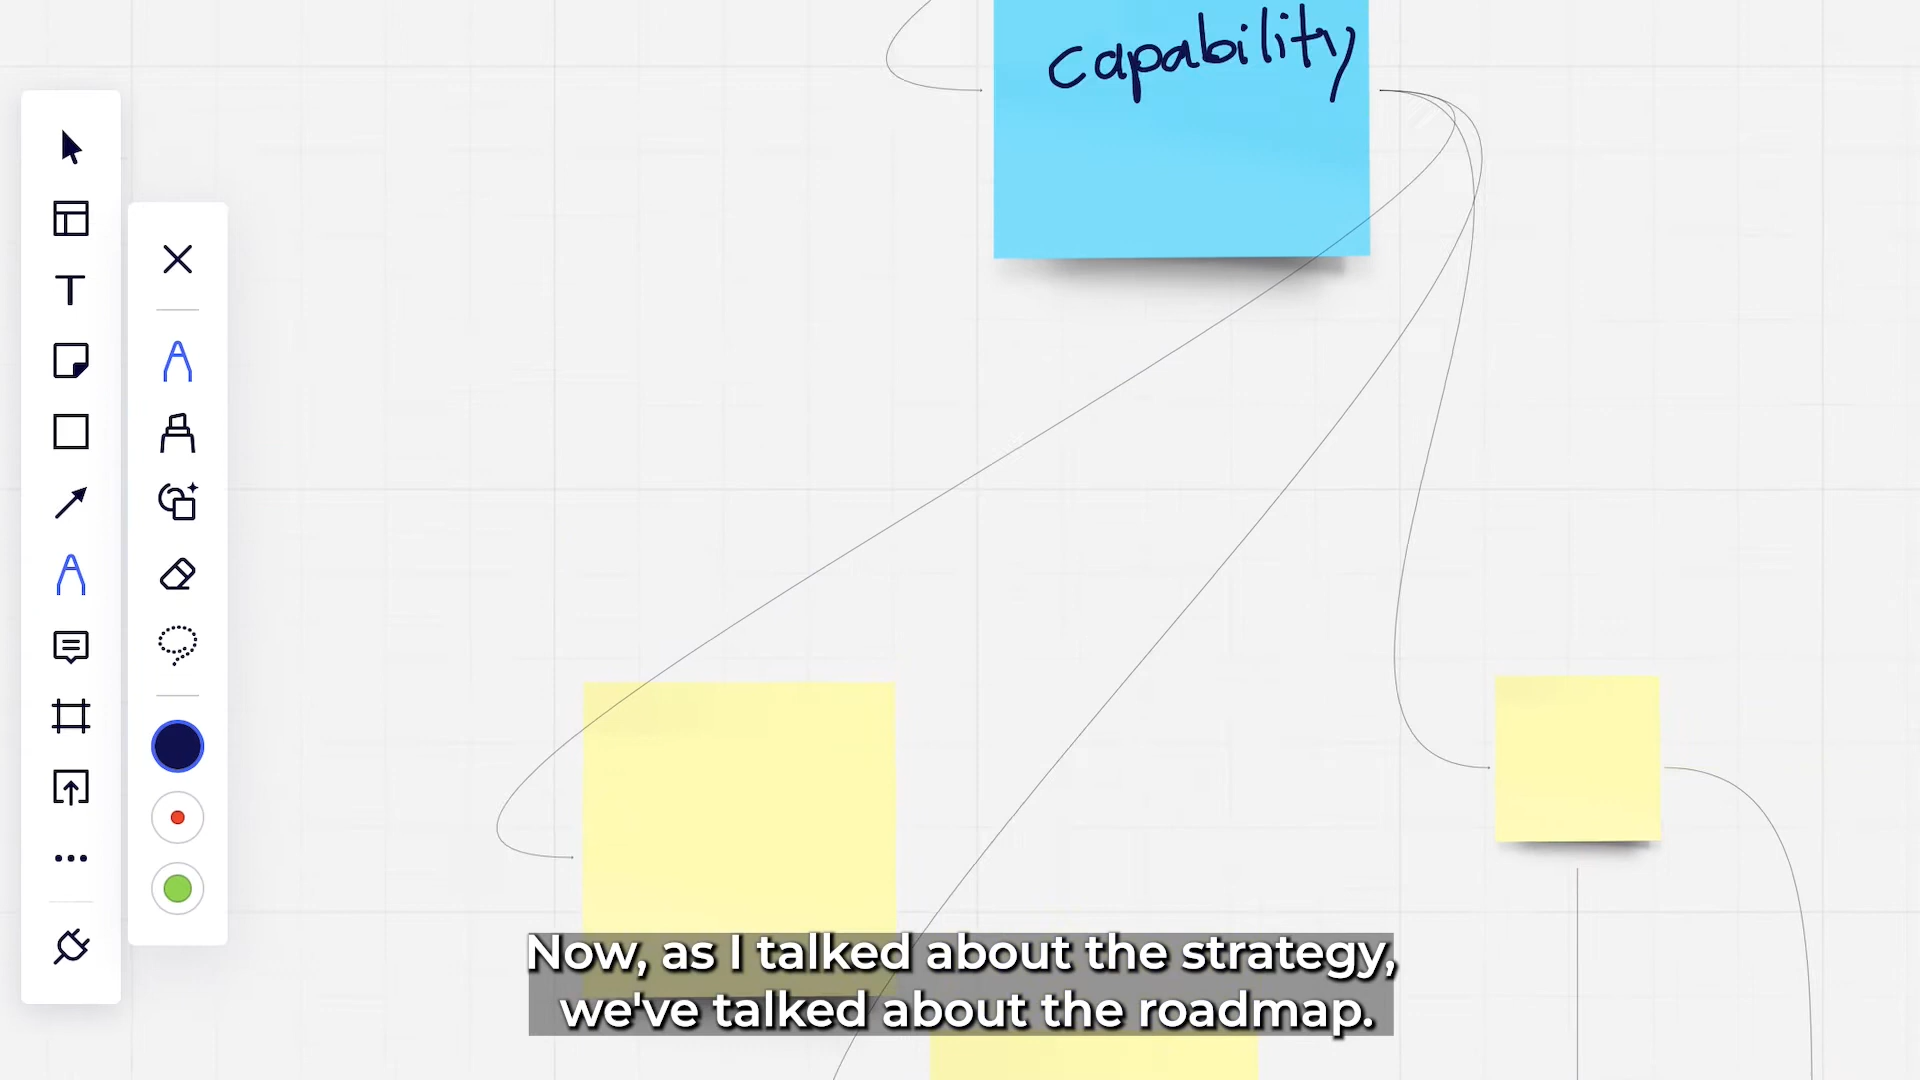 capability
Now, as I talked about the strategy,
we've talked about the roadmap.